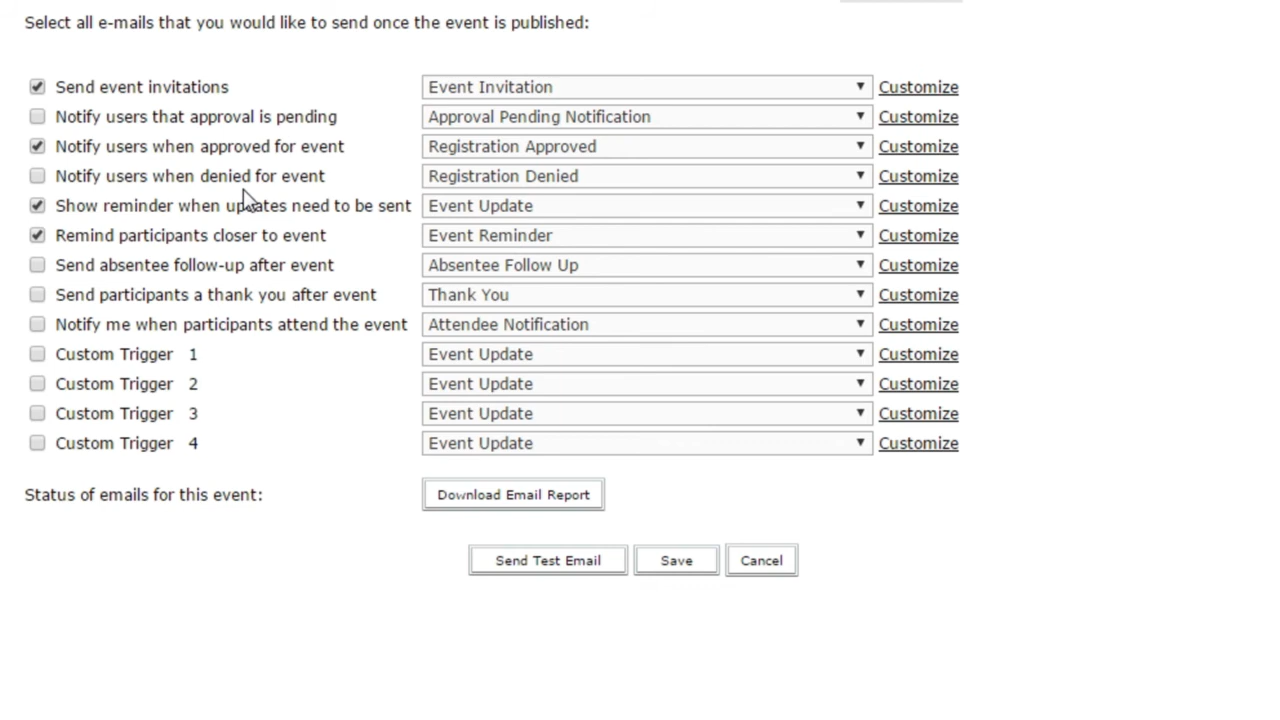 Select all e-mails that you would like to send once the event is published:
Send event invitations Event Invitation Customize
Notify users that approval is pending Approval Pending Notification Customize
Notify users when approved for event Registration Approved Customize
Notify users when denied for event Registration Denied Customize
Show reminder when updates need to be sent Event Update Customize
Remind participants closer to event Event Reminder Customize
Send absentee follow-up after event Absentee Follow Up Customize
Send participants a thank you after event Thank You Customize
Notify me when participants attend the event Attendee Notification Customize
Custom Trigger 1 Event Update Customize
Custom Trigger 2 Event Update Customize
Custom Trigger 3 Event Update Customize
Custom Trigger 4 Event Update Customize
Status of emails for this event: Download Email Report
Send Test Email Save Cancel